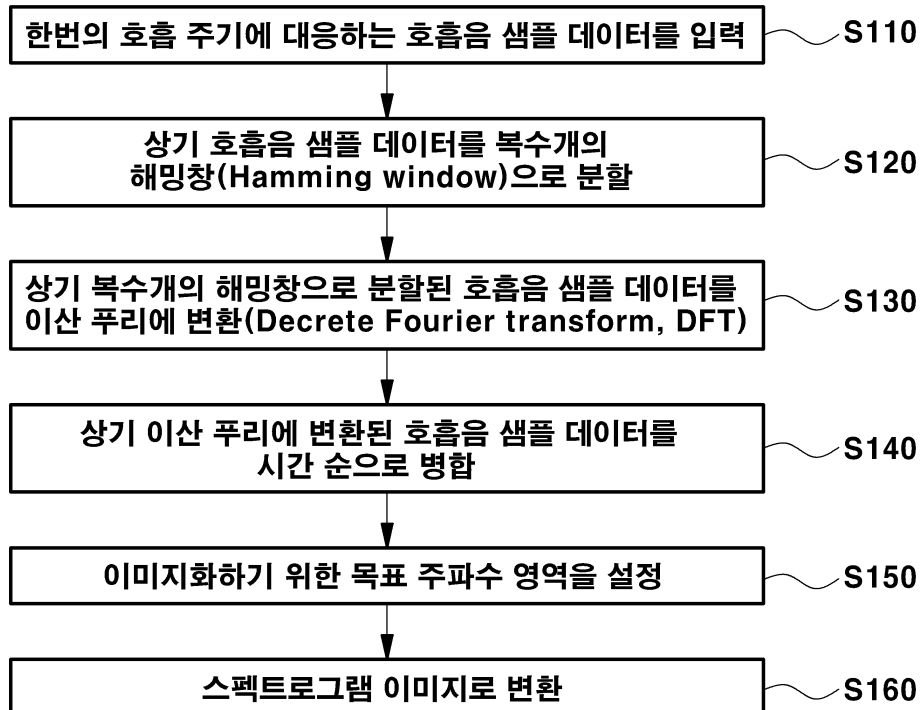 한번의 호흡 주기에 대응하는 호흡음 샘플 데이터를 입력
S110
상기 호흡음 샘플 데이터를 복수개의
해밍창(Hamming window)으로 분할
S120
상기 복수개의 해밍창으로 분할된 호흡음 샘플 데이터를
이산 푸리에 변환(Decrete Fourier transform, DFT)
S130
상기 이산 푸리에 변환된 호흡음 샘플 데이터를
시간 순으로 병합
S140
이미지화하기 위한 목표 주파수 영역을 설정
S150
스펙트로그램 이미지로 변환
S160